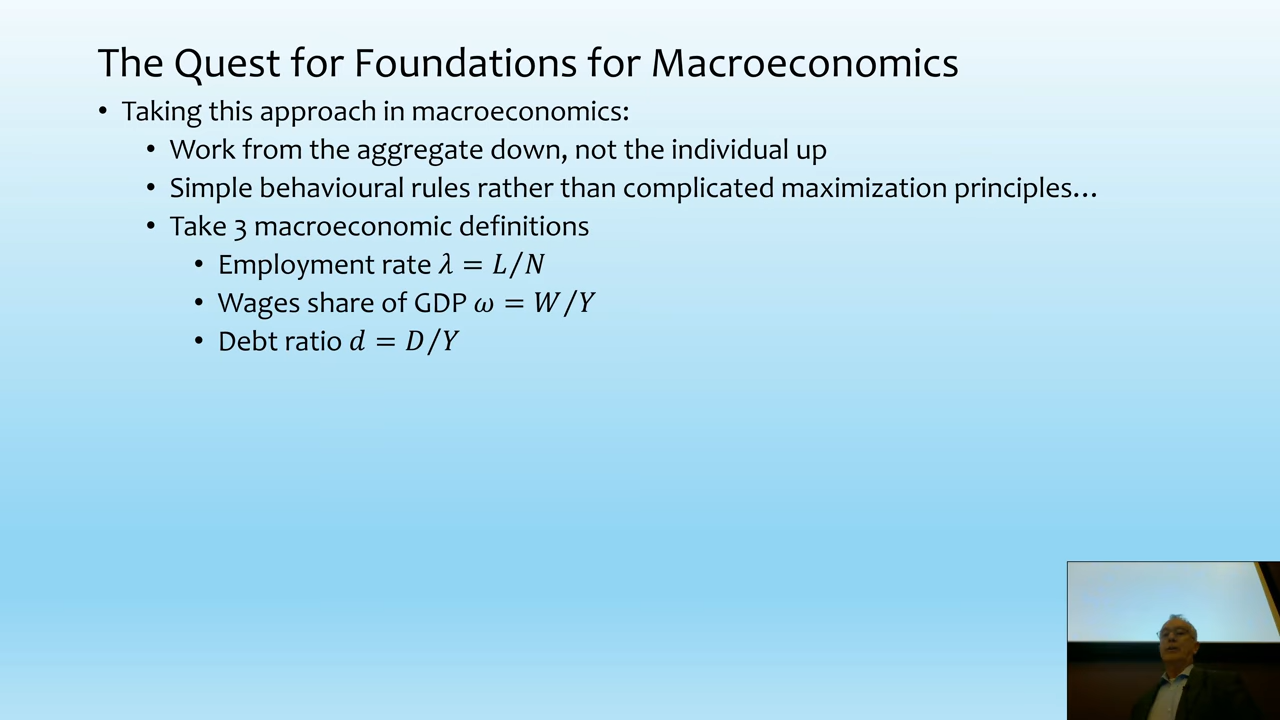 The Quest for Foundations for Macroeconomics
• Taking this approach in macroeconomics:
• Work from the aggregate down, not the individual up
• Simple behavioural rules rather than complicated maximization principles…
• Take 3 macroeconomic definitions
• Employment rate 𝜆 = 𝐿/𝑁
• Wages share of GDP 𝜔 = 𝑊/𝑌
• Debt ratio 𝑑 = 𝐷/𝑌